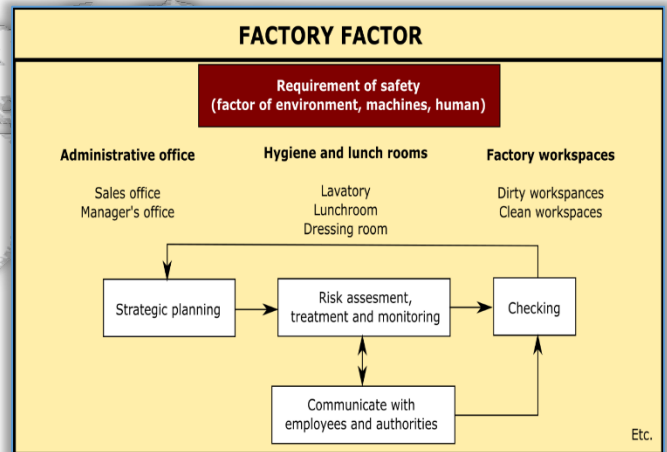 FACTORY FACTOR
Requirement of safety
(factor of environment, machines, human)
Administrative office
Sales office
Manager's office
Hygiene and lunch rooms
Lavatory
Lunchroom
Dressing room
Factory workspaces
Dirty workspances
Clean workspaces
Strategic planning
Risk assesment,
treatment and monitoring
Checking
Communicate with
employees and authorities
Etc.